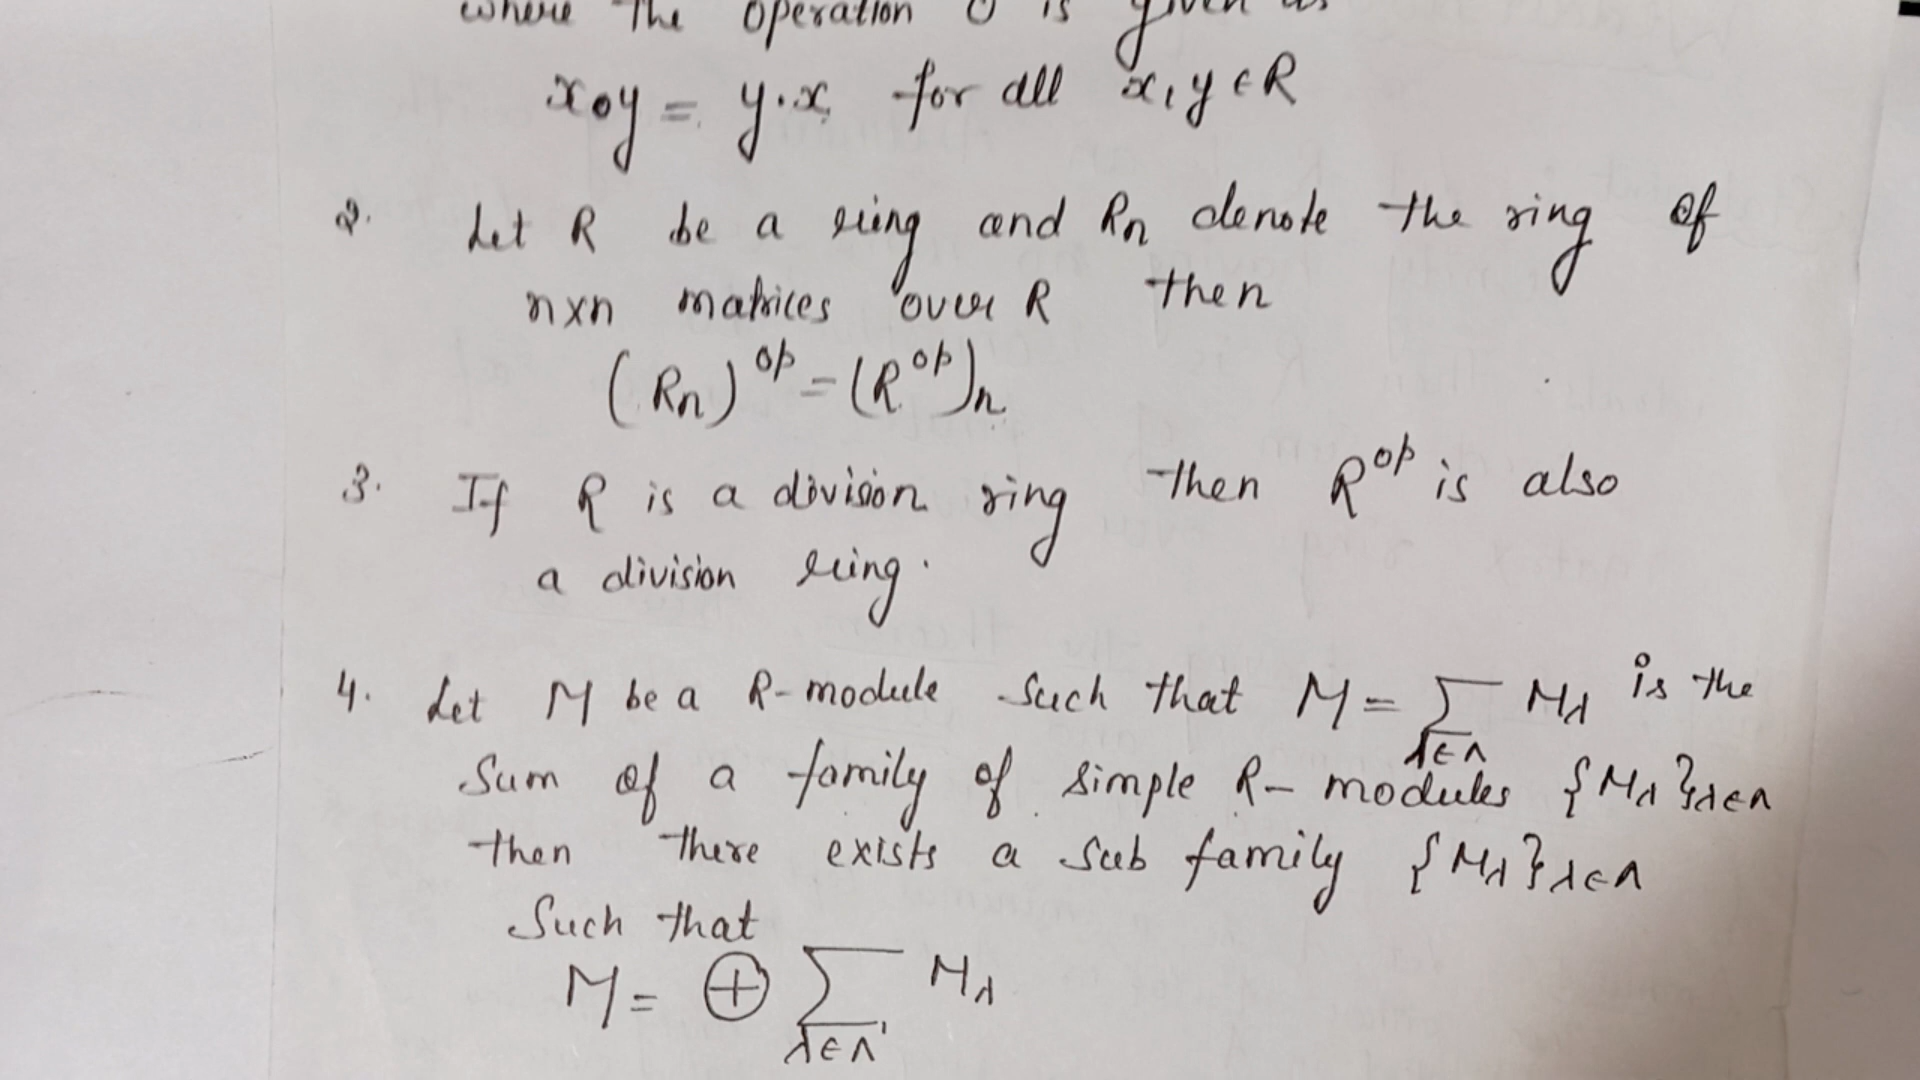 where the operation o is given as
xoy = y·x for all x, y ∈ R
2. Let R be a ring and Rn denote the ring of
n×n matrices over R then
(Rn)^op = (R^op)n
3. If R is a division ring then R^op is also
a division ring.
4. Let M be a R-module such that M = ∑_{λ∈Λ} Mλ is the
Sum of a family of simple R- modules {Mλ}λ∈Λ
then there exists a sub family {Mλ}λ∈Λ
Such that
M = ⊕ ∑_{λ∈Λ'} Mλ